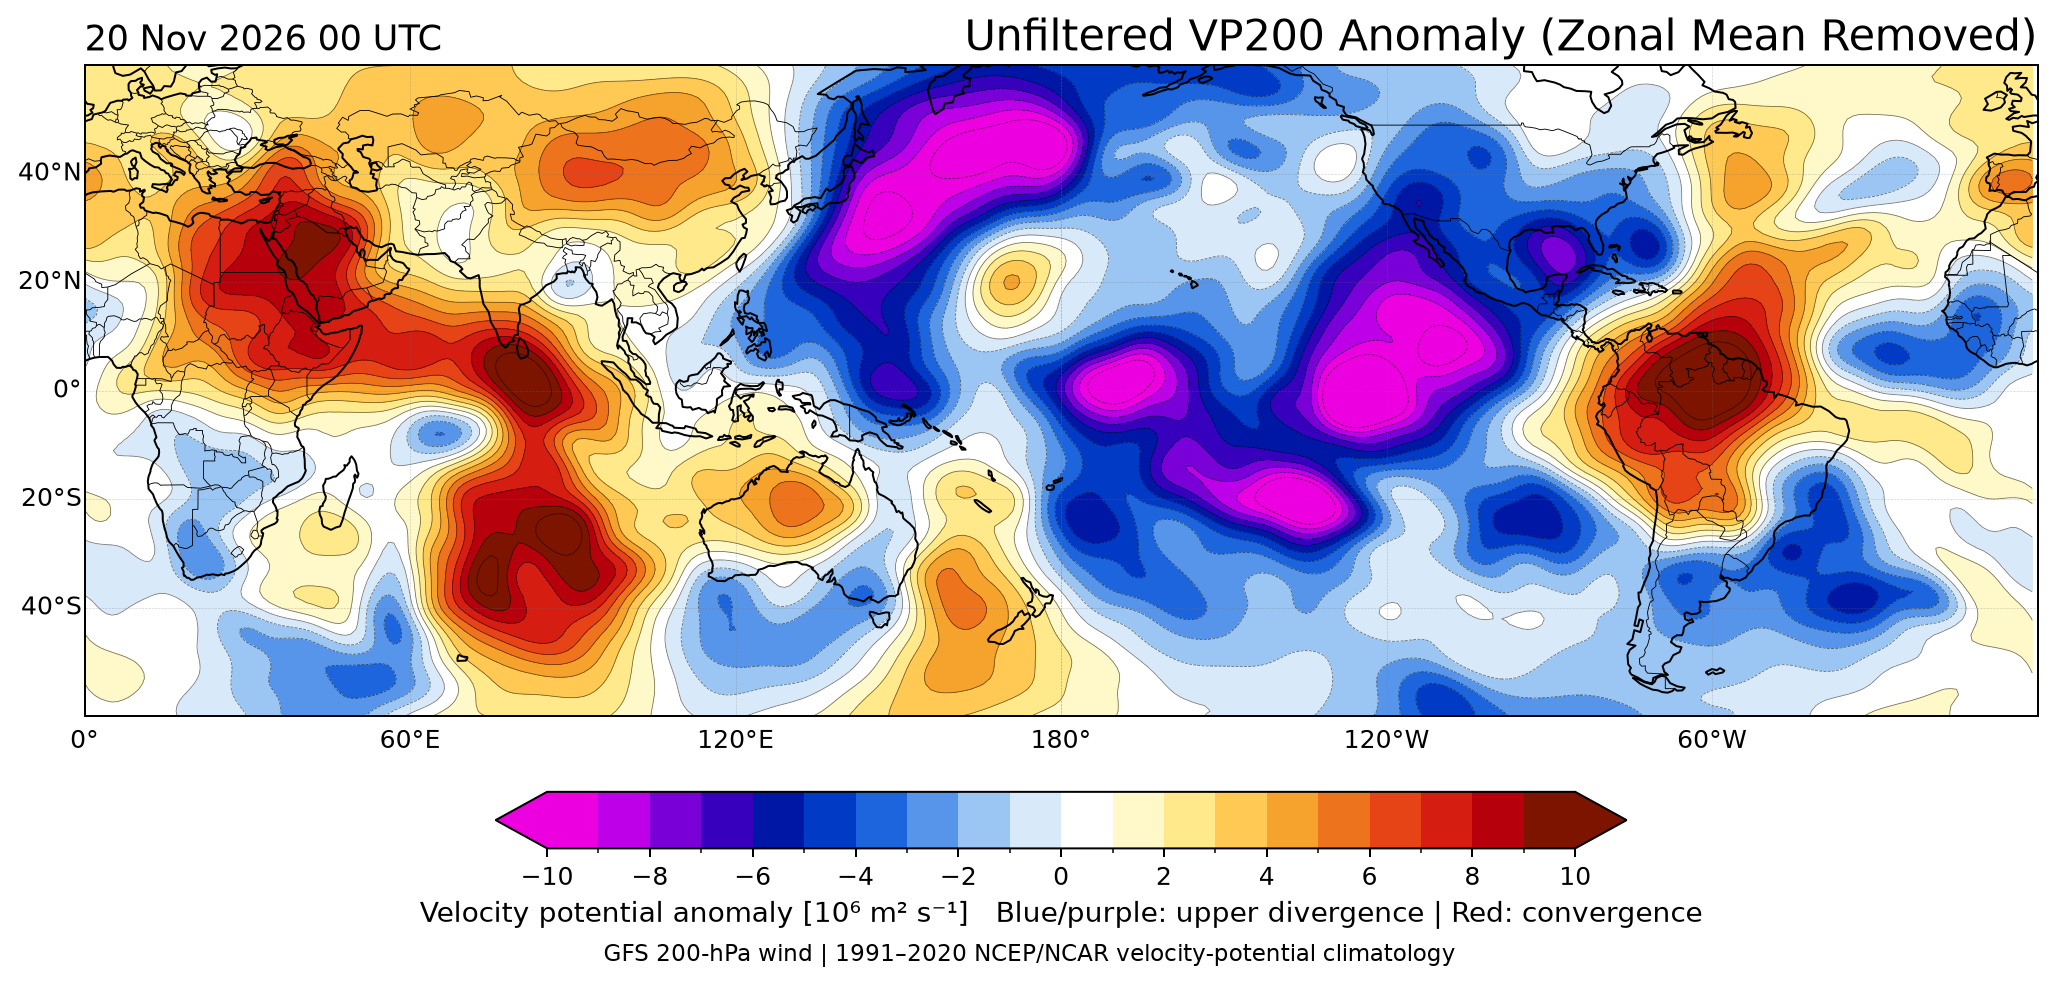 20 Nov 2026 00 UTC
Unfiltered VP200 Anomaly (Zonal Mean Removed)
40°N
20°N
0°
20°S
40°S
0° 60°E 120°E 180° 120°W 60°W
−10 −8 −6 −4 −2 0 2 4 6 8 10
Velocity potential anomaly [10⁶ m² s⁻¹]   Blue/purple: upper divergence | Red: convergence
GFS 200-hPa wind | 1991–2020 NCEP/NCAR velocity-potential climatology